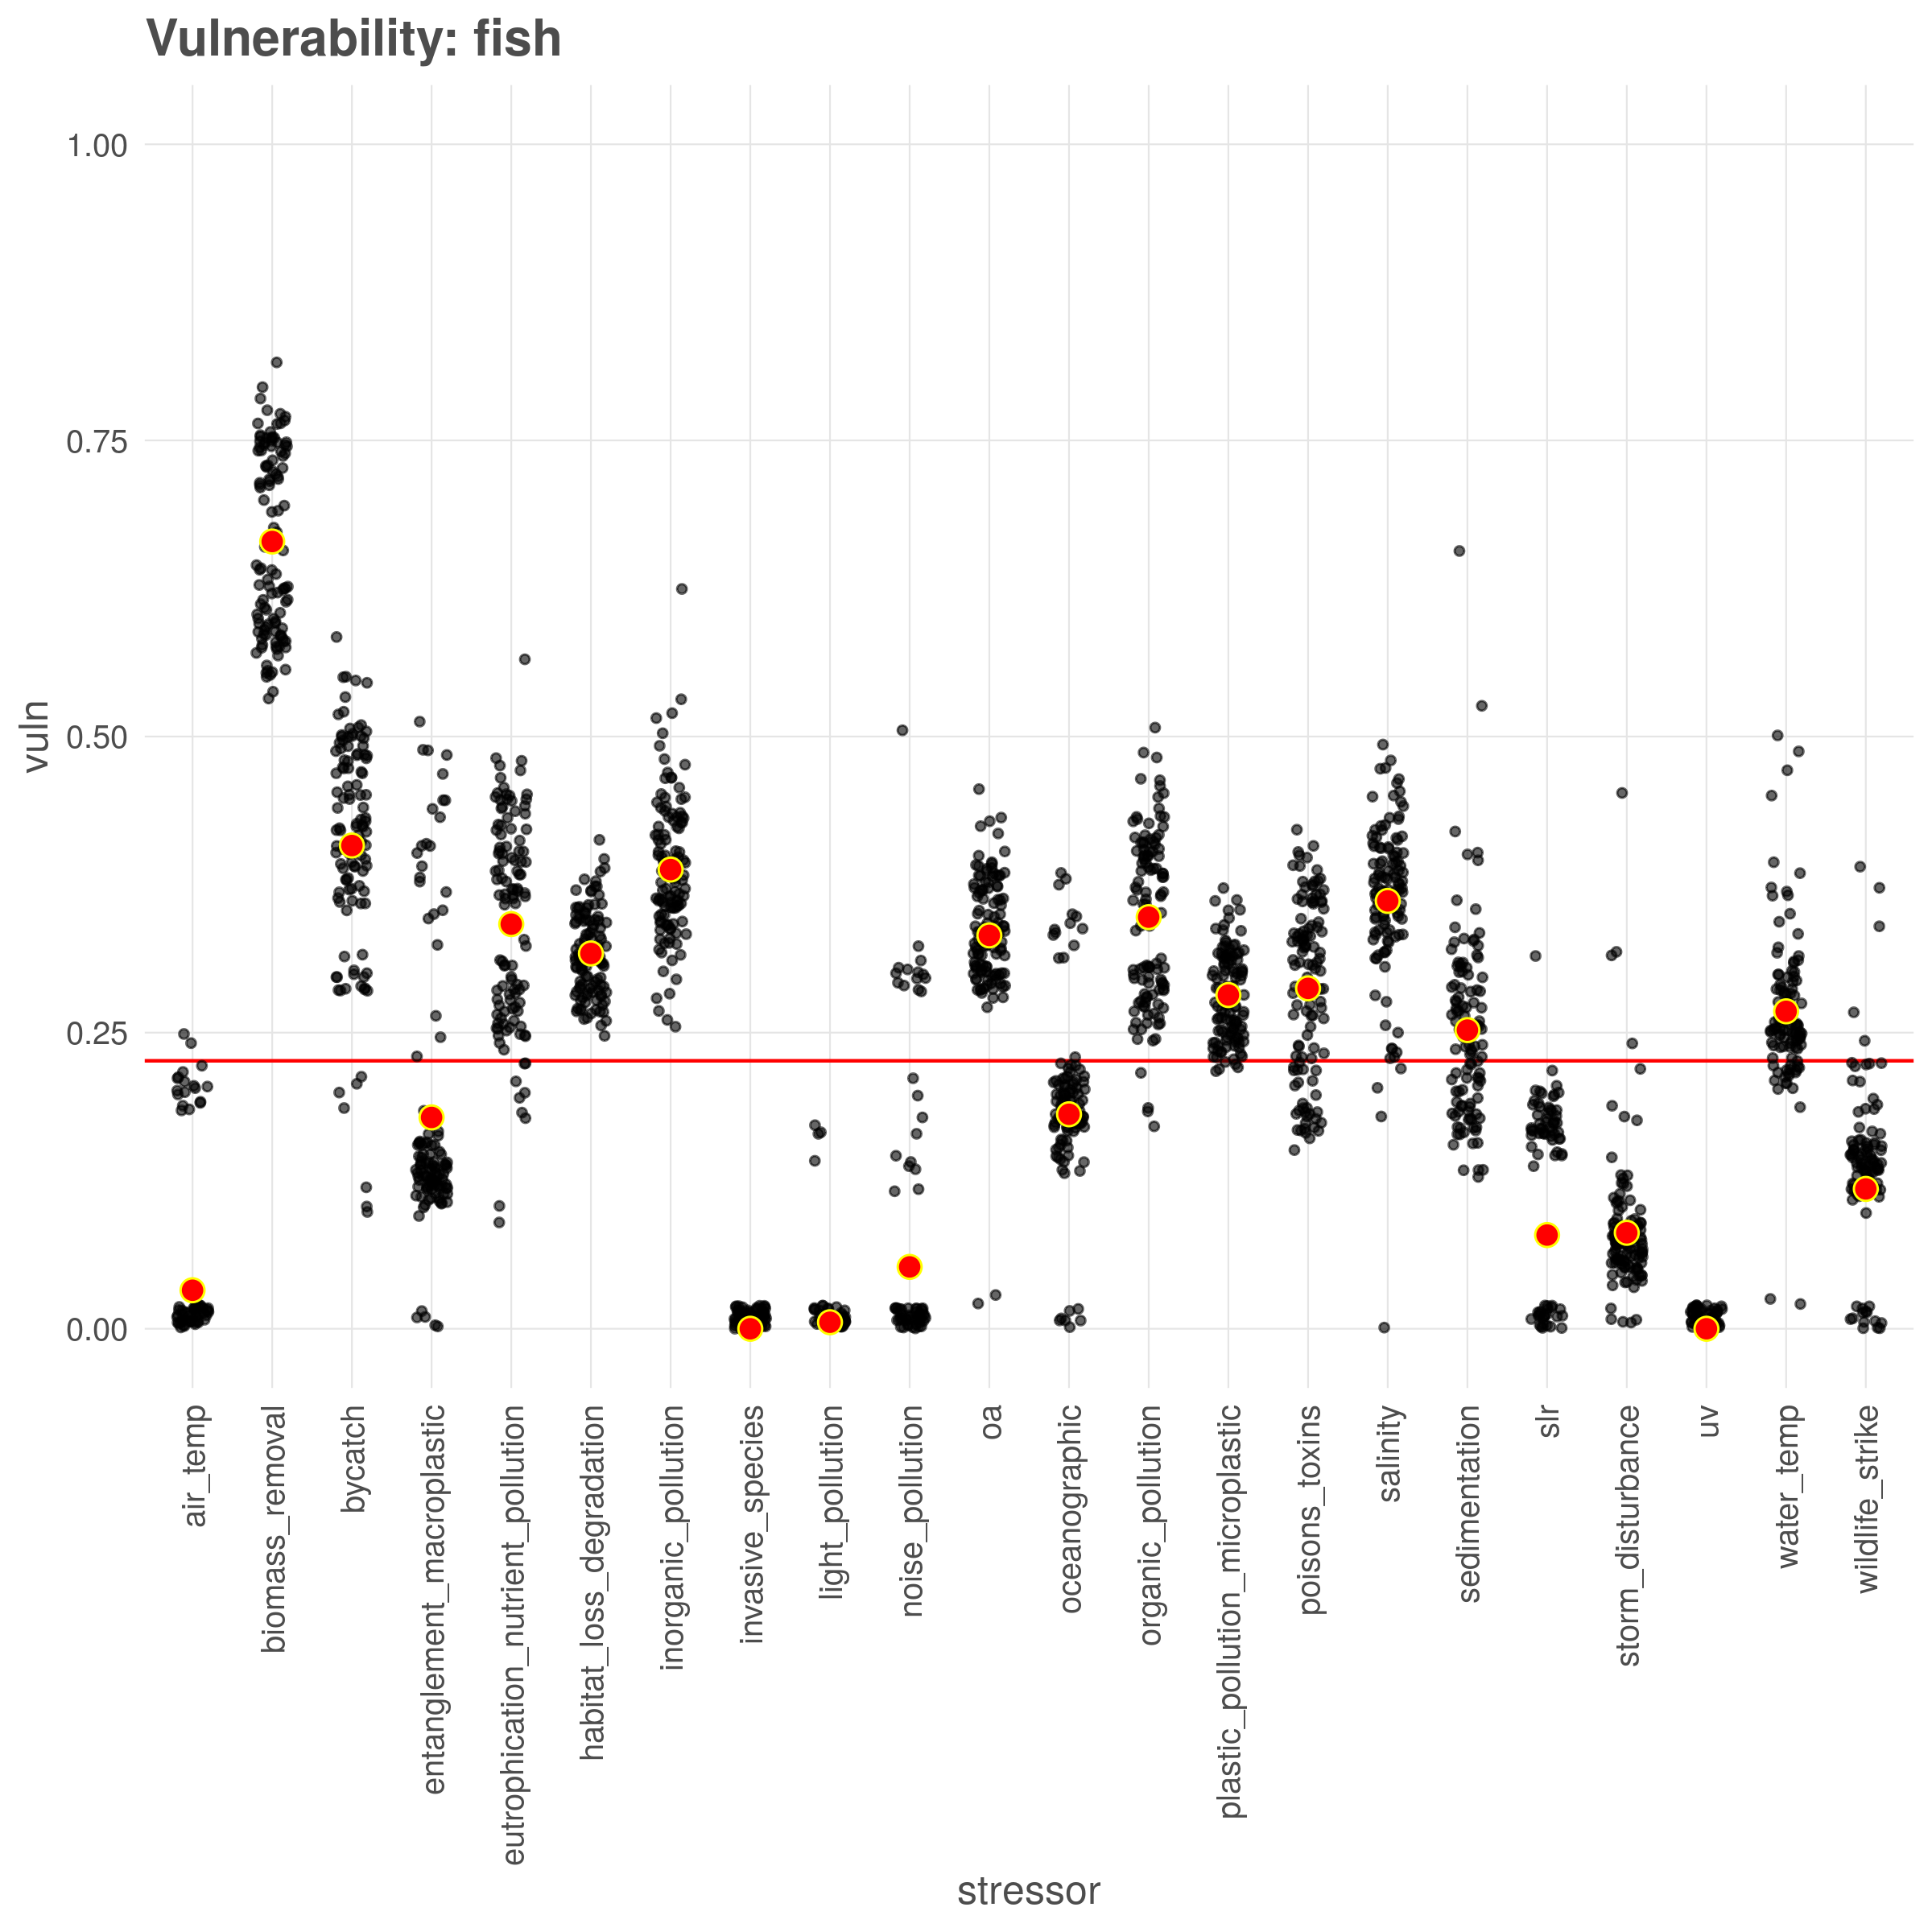 Vulnerability: fish
1.00
0.75
0.50
0.25
0.00
vuln
air_temp
biomass_removal
bycatch
entanglement_macroplastic
eutrophication_nutrient_pollution
habitat_loss_degradation
inorganic_pollution
invasive_species
light_pollution
noise_pollution
oa
oceanographic
organic_pollution
plastic_pollution_microplastic
poisons_toxins
salinity
sedimentation
slr
storm_disturbance
uv
water_temp
wildlife_strike
stressor